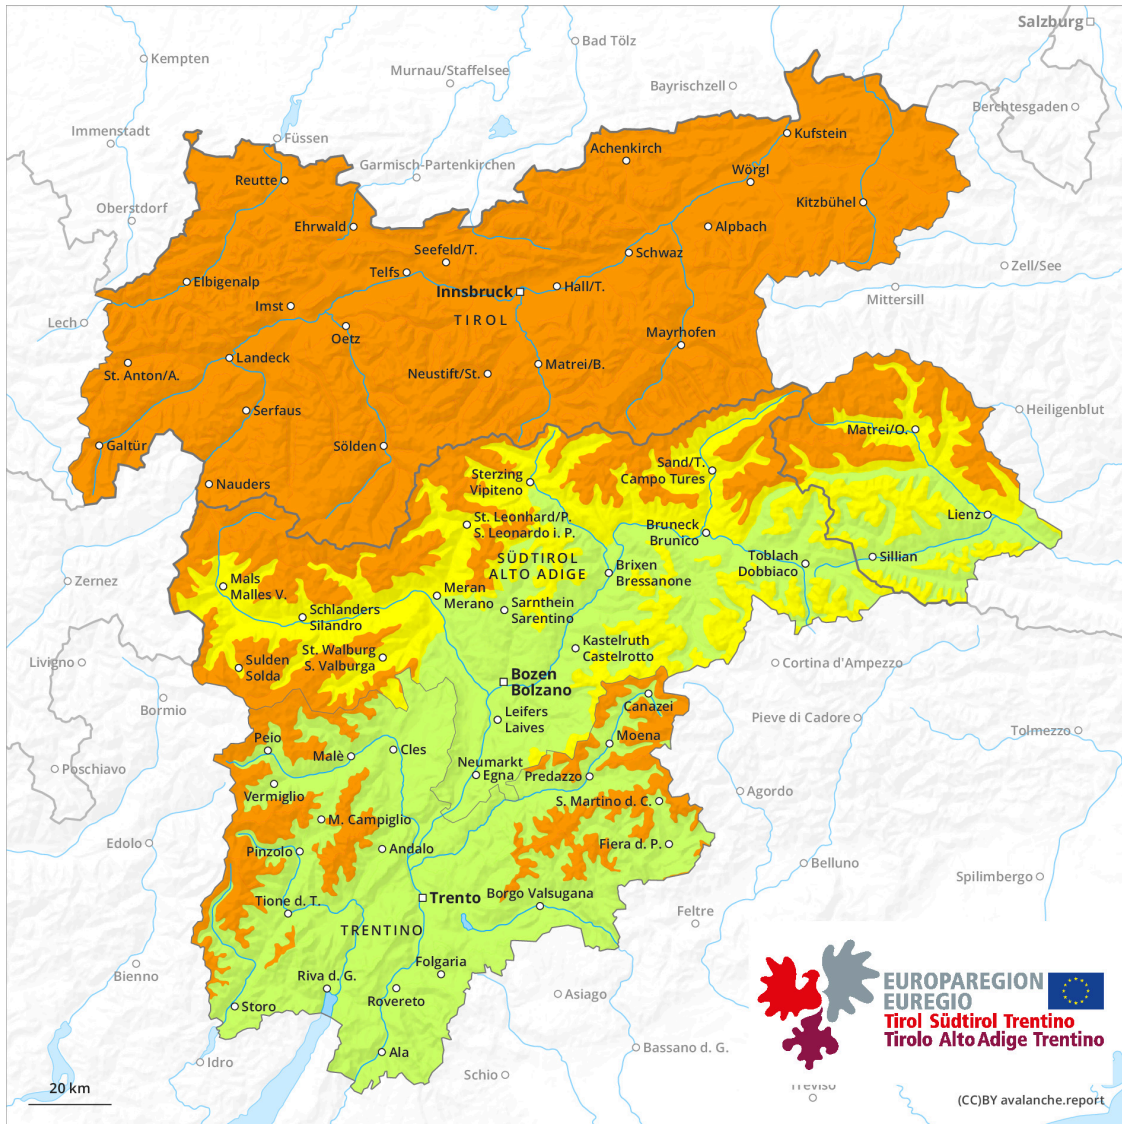 Salzburg
Bad Tölz
Kempten
Murnau/Staffelsee
Bayrischzell
Berchtesgaden
Immenstadt
Füssen
Kufstein
Achenkirch
Garmisch-Partenkirchen
Wörgl
Reutte
Kitzbühel
Oberstdorf
Ehrwald
Alpbach
Seefeld/T.
Schwaz
Telfs
Zell/See
Elbigenalp
Hall/T.
Innsbruck
Mittersill
Imst
TIROL
Lech
Oetz
Mayrhofen
Landeck
Matrei/B.
St. Anton/A.
Neustift/St.
Serfaus
Heiligenblut
Matrei/O.
Galtür
Sölden
Sand/T.
Campo Tures
Sterzing
Vipiteno
Nauders
St. Leonhard/P.
S. Leonardo i. P.
Lienz
Bruneck
Brunico
SÜDTIROL
ALTO ADIGE
Toblach
Dobbiaco
Sillian
Brixen
Bressanone
Zernez
Mals
Malles V.
Meran
Merano
Sarnthein
Sarentino
Schlanders
Silandro
Kastelruth
Castelrotto
St. Walburg
S. Valburga
Livigno
Sulden
Solda
Cortina d'Ampezzo
Bozen
Bolzano
Bormio
Canazei
Leifers
Laives
Pieve di Cadore
Tolmezzo
Peio
Moena
Cles
Malè
Poschiavo
Neumarkt
Egna
Predazzo
Vermiglio
Agordo
S. Martino d. C.
M. Campiglio
Edolo
Pinzolo
Andalo
Fiera d. P.
Belluno
Spilimbergo
Trento
Borgo Valsugana
Tione d. T.
Feltre
TRENTINO
Folgaria
Bienno
Riva d. G.
Rovereto
Asiago
Storo
EUROPAREGION
EUREGIO
Tirol Südtirol Trentino
Tirolo Alto Adige Trentino
Ala
Idro
Bassano d. G.
Schio
Treviso
20 km
(CC)BY avalanche.report